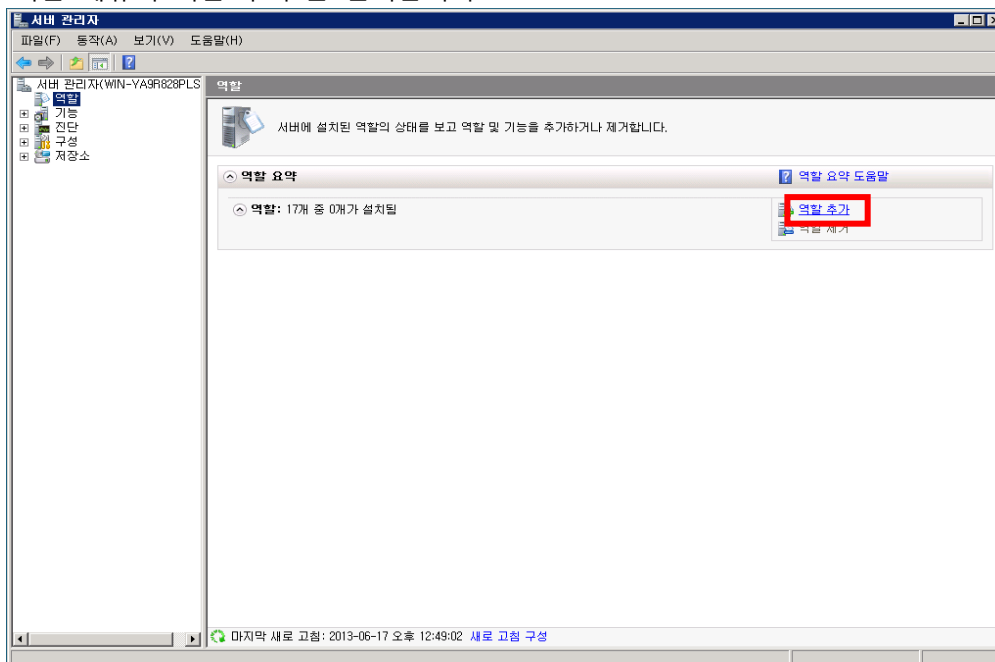 서버 관리자
파일(F) 동작(A) 보기(V) 도움말(H)
서버 관리자(WIN-YA9R828PLS
역할
기능
진단
구성
저장소
역할
서버에 설치된 역할의 상태를 보고 역할 및 기능을 추가하거나 제거합니다.
역할 요약
역할 요약 도움말
역할: 17개 중 0개가 설치됨
역할 추가
역할 제거
마지막 새로 고침: 2013-06-17 오후 12:49:02 새로 고침 구성